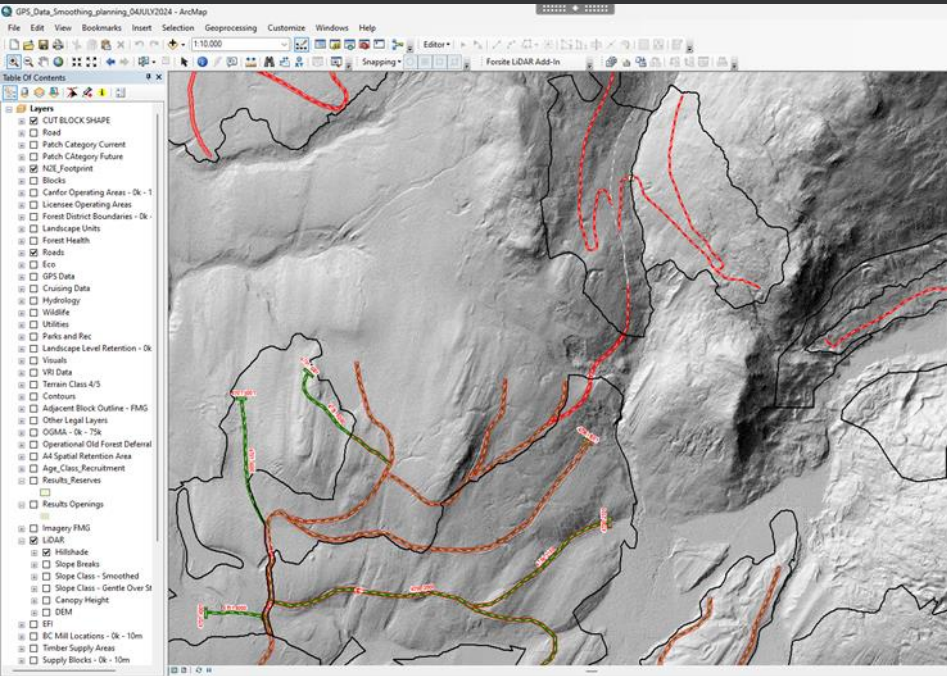 GPS_Data_Smoothing_planning_04JULY2024 - ArcMap
File Edit View Bookmarks Insert Selection Geoprocessing Customize Windows Help
1:10,000
Editor
Snapping
Forsite LiDAR Add-In
Table Of Contents
Layers
CUT BLOCK SHAPE
Road
Patch Category Current
Patch CAtegory Future
N2E_Footprint
Blocks
Canfor Operating Areas - 0k - 1
Licensee Operating Areas
Forest District Boundaries - 0k -
Landscape Units
Forest Health
Roads
Eco
GPS Data
Cruising Data
Hydrology
Wildlife
Utilities
Parks and Rec
Landscape Level Retention - 0k
Visuals
VRI Data
Terrain Class 4/5
Contours
Adjacent Block Outline - FMG
Other Legal Layers
OGMA - 0k - 75k
Operational Old Forest Deferral
A4 Spatial Retention Area
Age_Class_Recruitment
Results_Reserves
Results Openings
Imagery FMG
LiDAR
Hillshade
Slope Breaks
Slope Class - Smoothed
Slope Class - Gentle Over St
Canopy Height
DEM
EFI
BC Mill Locations - 0k - 10m
Timber Supply Areas
Supply Blocks - 0k - 10m